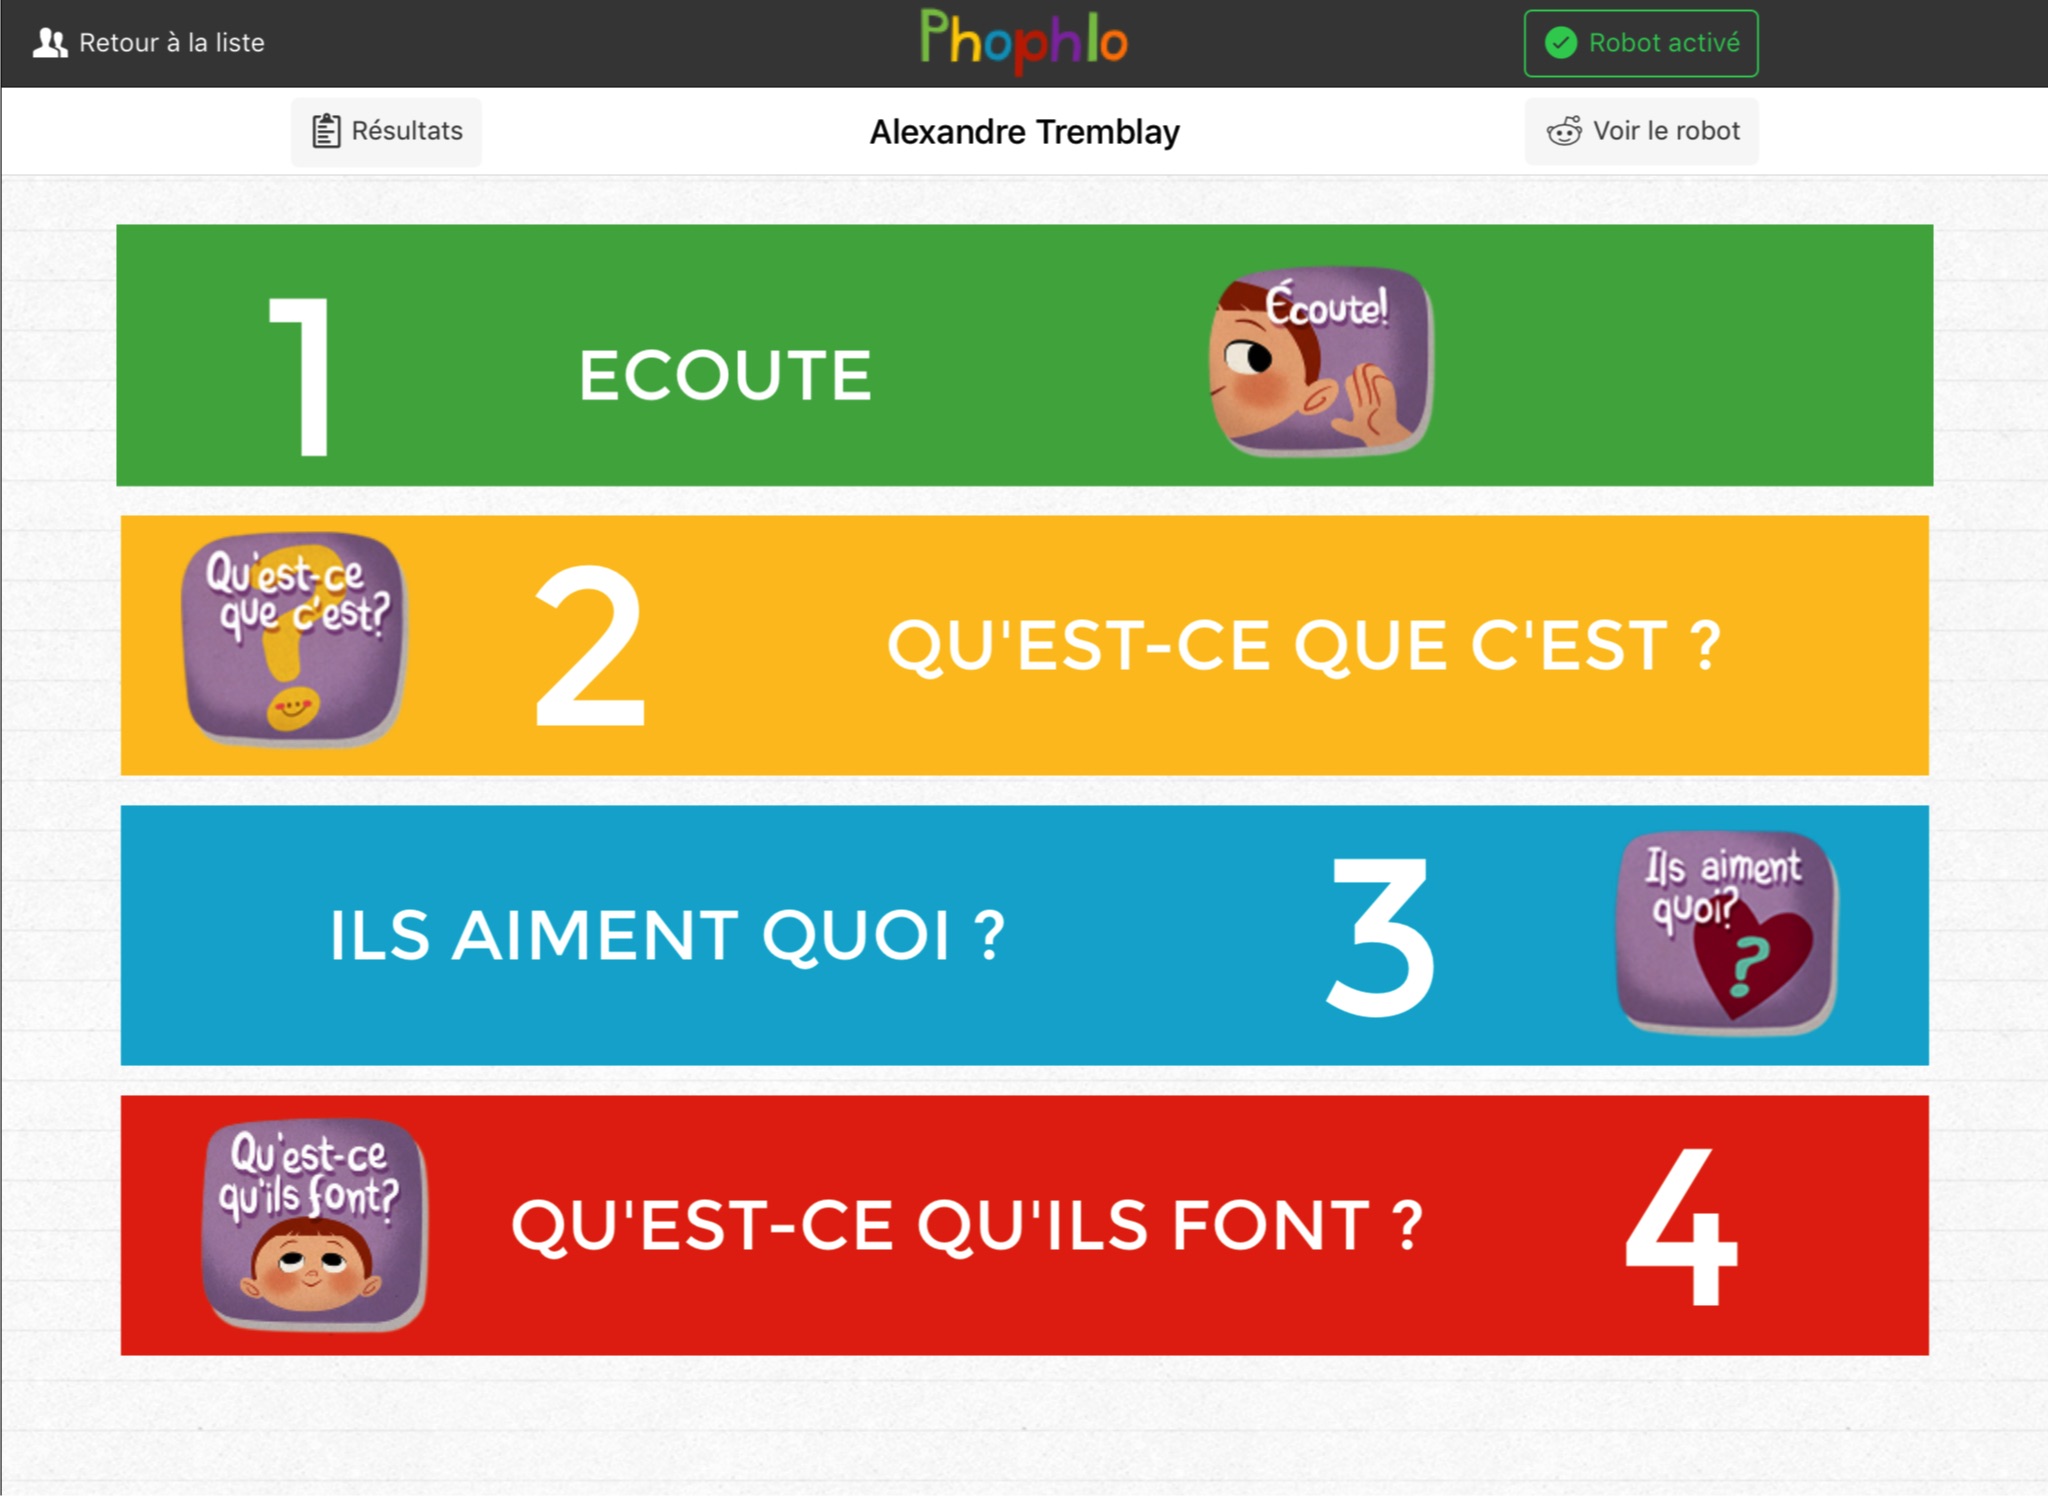 Retour à la liste
Phophlo
Robot activé
Résultats
Alexandre Tremblay
Voir le robot
1
ECOUTE
Écoute!
Qu'est-ce
que c'est?
2
QU'EST-CE QUE C'EST ?
ILS AIMENT QUOI ?
3
Ils aiment
quoi?
?
Qu'est-ce
qu'ils font?
QU'EST-CE QU'ILS FONT ?
4